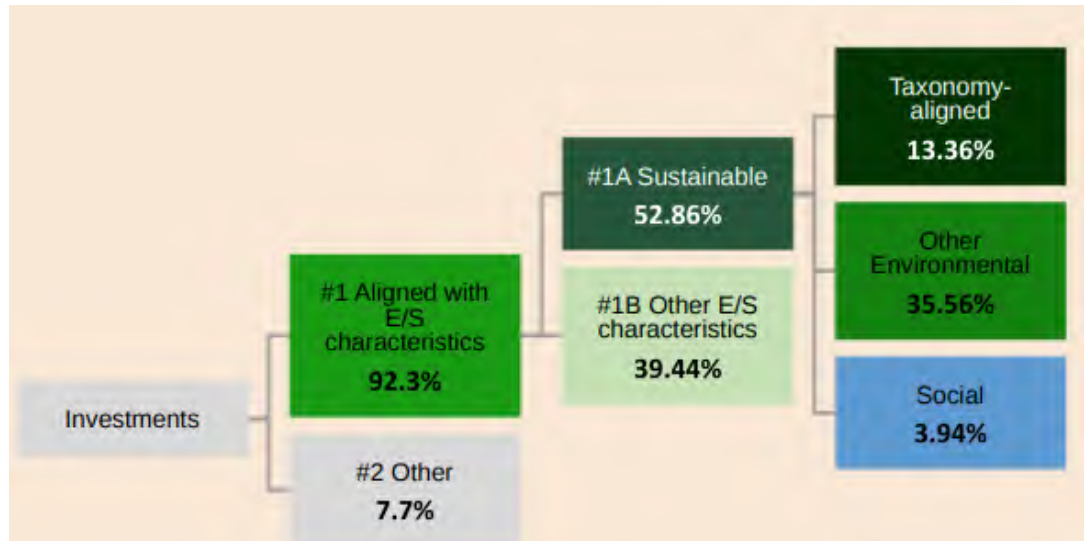 Investments
#1 Aligned with
E/S
characteristics
92.3%
#2 Other
7.7%
#1A Sustainable
52.86%
#1B Other E/S
characteristics
39.44%
Taxonomy-
aligned
13.36%
Other
Environmental
35.56%
Social
3.94%